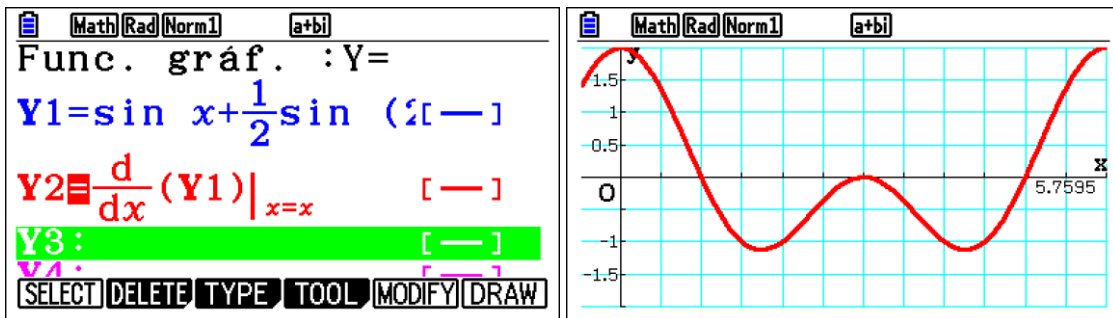 Math Rad Norm1 a+bi
Func. gráf. :Y=
Y1=sin x+1/2sin (2[—]
Y2=d/dx(Y1)|x=x [—]
Y3: [—]
Y4: [—]
SELECT DELETE TYPE TOOL MODIFY DRAW
Math Rad Norm1 a+bi
y
1.5
1
0.5
x
O
5.7595
-1
-1.5